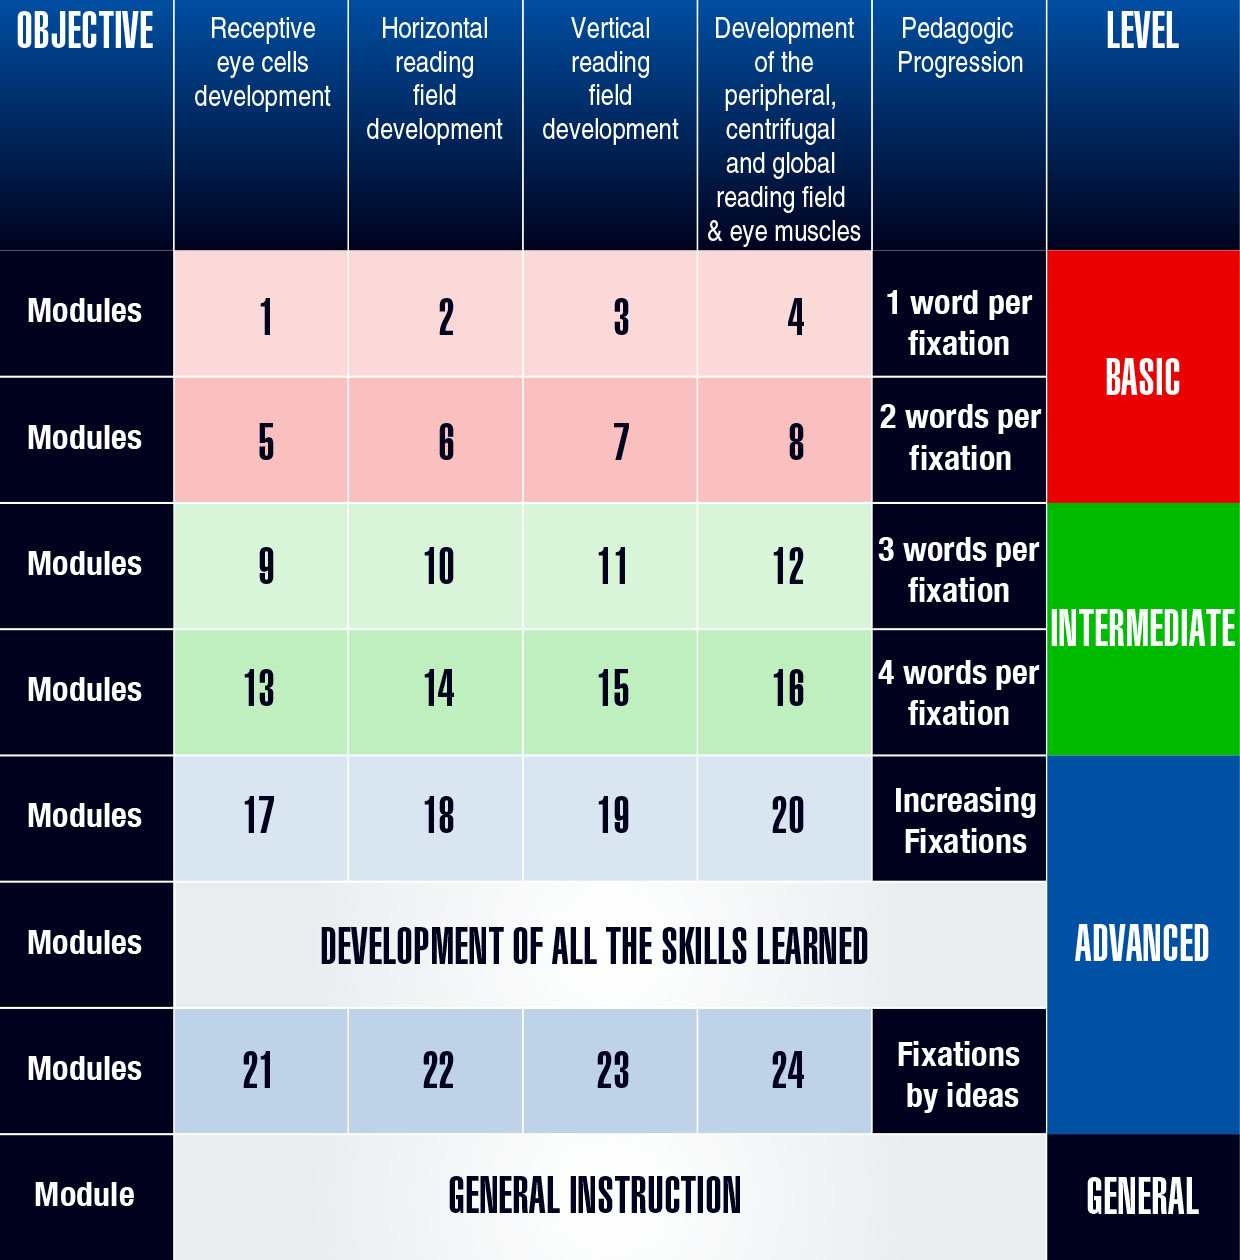 OBJECTIVE
Receptive
eye cells
development
Horizontal
reading
field
development
Vertical
reading
field
development
Development
of the
peripheral,
centrifugal
and global
reading field
& eye muscles
Pedagogic
Progression
LEVEL
Modules
1
2
3
4
1 word per
fixation
BASIC
Modules
5
6
7
8
2 words per
fixation
Modules
9
10
11
12
3 words per
fixation
INTERMEDIATE
Modules
13
14
15
16
4 words per
fixation
Modules
17
18
19
20
Increasing
Fixations
ADVANCED
Modules
DEVELOPMENT OF ALL THE SKILLS LEARNED
Modules
21
22
23
24
Fixations
by ideas
Module
GENERAL INSTRUCTION
GENERAL